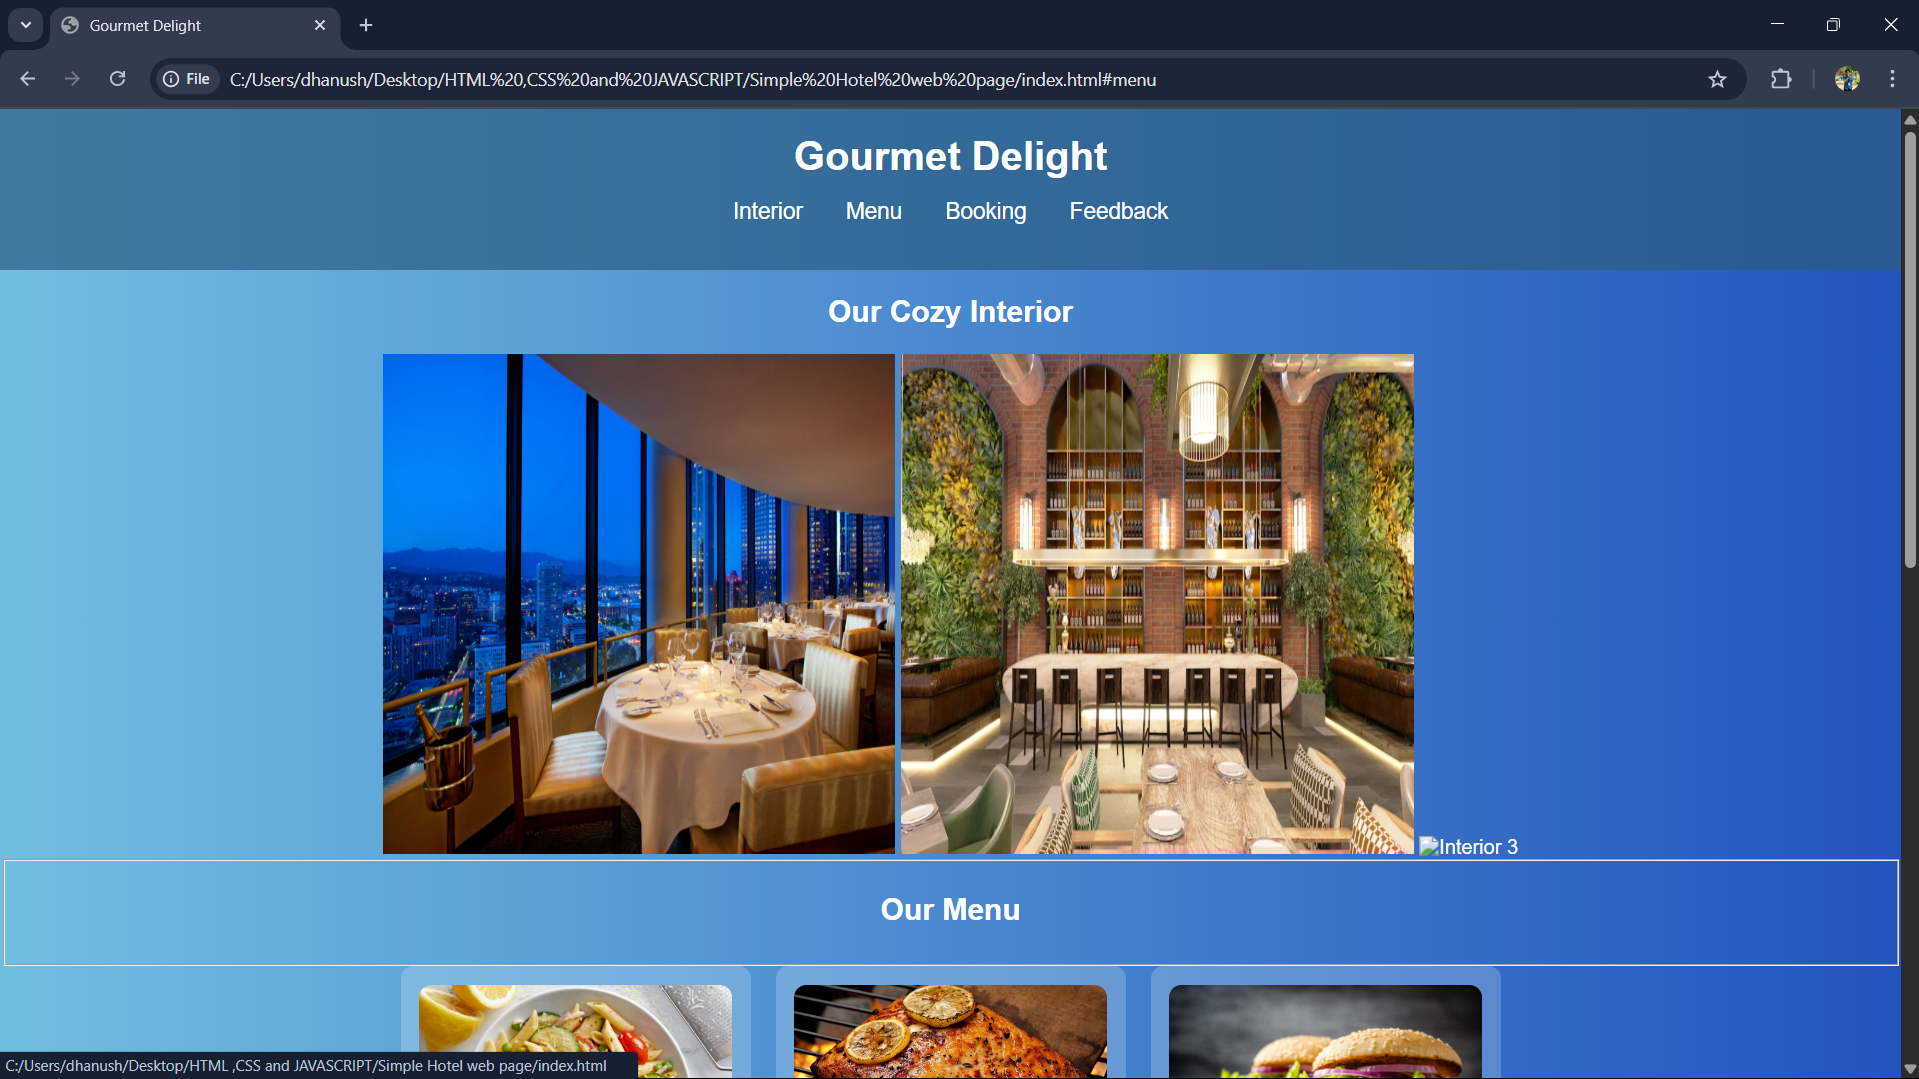 Gourmet Delight
File
C:/Users/dhanush/Desktop/HTML%20,CSS%20and%20JAVASCRIPT/Simple%20Hotel%20web%20page/index.html#menu
Gourmet Delight
Interior Menu Booking Feedback
Our Cozy Interior
Interior 3
Our Menu
C:/Users/dhanush/Desktop/HTML ,CSS and JAVASCRIPT/Simple Hotel web page/index.html